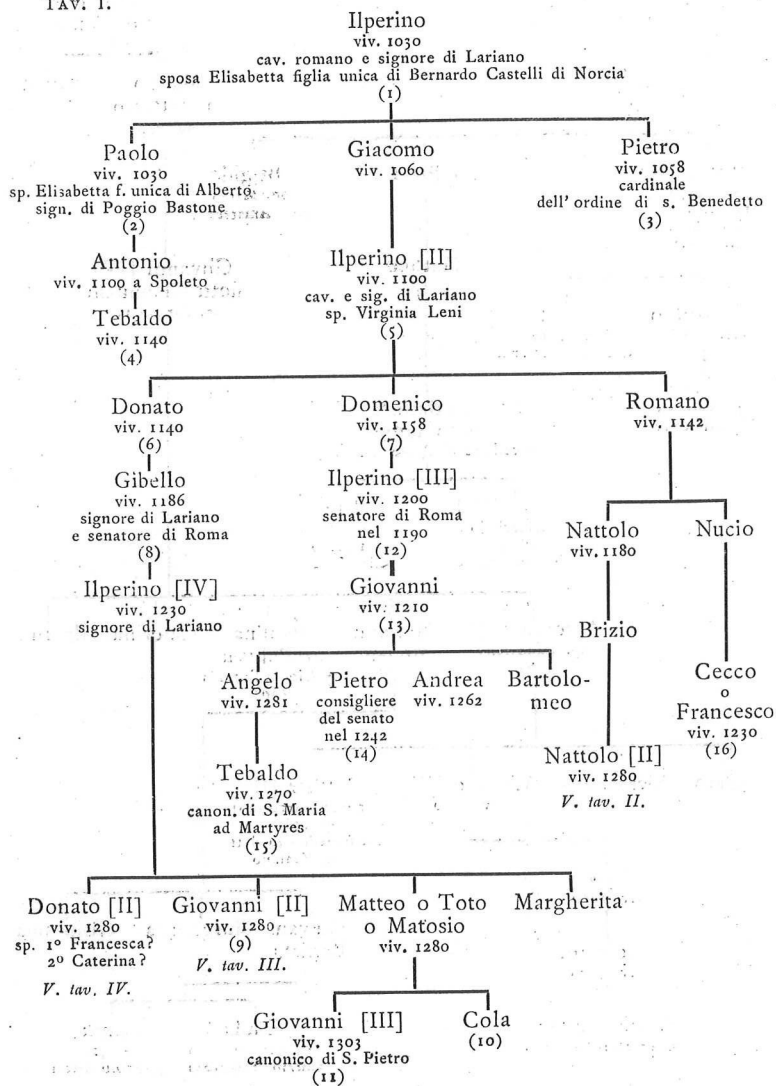 TAV. I.
Ilperino
viv. 1030
cav. romano e signore di Lariano
sposa Elisabetta figlia unica di Bernardo Castelli di Norcia
(1)
Paolo
viv. 1030
sp. Elisabetta f. unica di Alberto
sign. di Poggio Bastone
(2)
Giacomo
viv. 1060
Pietro
viv. 1058
cardinale
dell' ordine di s. Benedetto
(3)
Antonio
viv. 1100 a Spoleto
Tebaldo
viv. 1140
(4)
Ilperino [II]
viv. 1100
cav. e sig. di Lariano
sp. Virginia Leni
(5)
Donato
viv. 1140
(6)
Domenico
viv. 1158
(7)
Romano
viv. 1142
Gibello
viv. 1186
signore di Lariano
e senatore di Roma
(8)
Ilperino [III]
viv. 1200
senatore di Roma
nel 1190
(12)
Nattolo
viv. 1180
Nucio
Ilperino [IV]
viv. 1230
signore di Lariano
Giovanni
viv. 1210
(13)
Brizio
Cecco
o
Francesco
viv. 1230
(16)
Angelo
viv. 1281
Pietro
consigliere
del senato
nel 1242
(14)
Andrea
viv. 1262
Bartolo-
meo
Nattolo [II]
viv. 1280
V. tav. II.
Tebaldo
viv. 1270
canon. di S. Maria
ad Martyres
(15)
Donato [II]
viv. 1280
sp. 1º Francesca?
2º Caterina?
V. tav. IV.
Giovanni [II]
viv. 1280
(9)
V. tav. III.
Matteo o Toto
o Matosio
viv. 1280
Margherita
Giovanni [III]
viv. 1303
canonico di S. Pietro
(11)
Cola
(10)